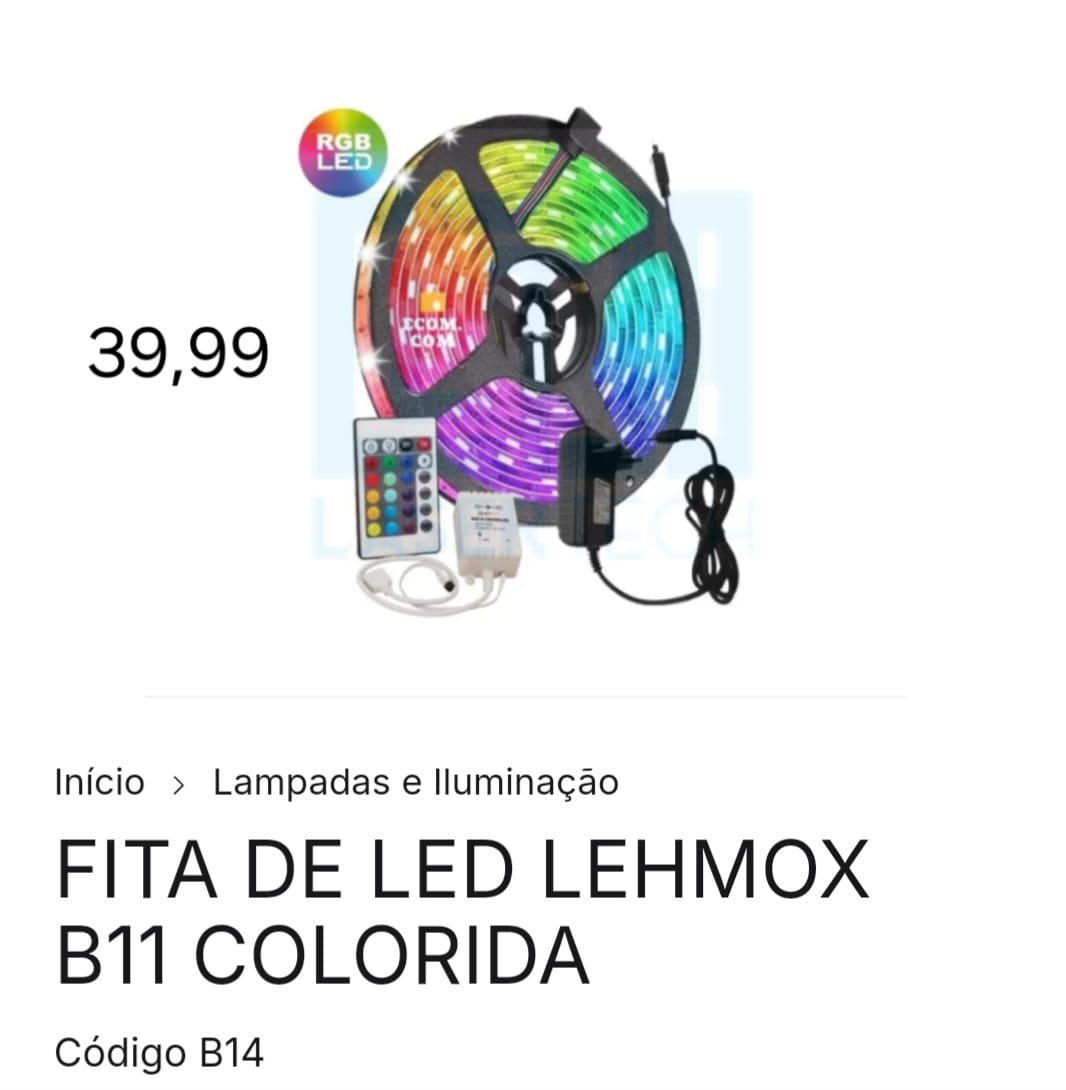 RGB
LED
ECOM.
COM
39,99
Início > Lampadas e Iluminação
FITA DE LED LEHMOX
B11 COLORIDA
Código B14